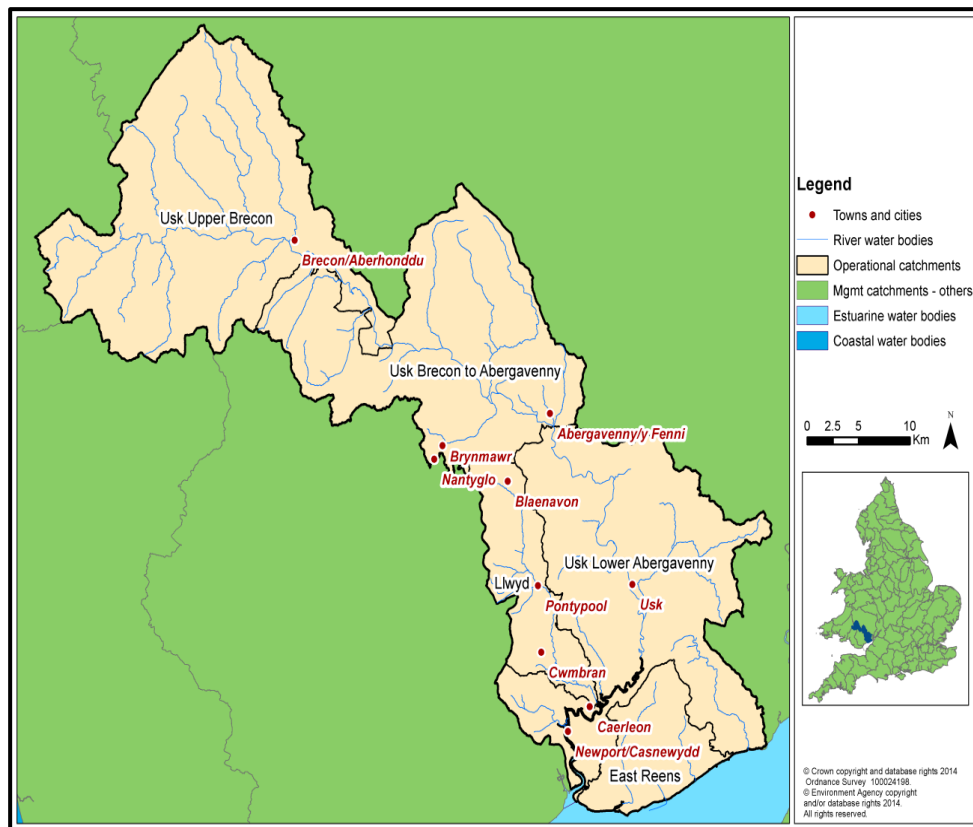 Usk Upper Brecon
Brecon/Aberhonddu
Usk Brecon to Abergavenny
Abergavenny/y Fenni
Brynmawr
Nantyglo
Blaenavon
Usk Lower Abergavenny
Llwyd
Pontypool
Usk
Cwmbran
Caerleon
Newport/Casnewydd
East Reens
Legend
Towns and cities
River water bodies
Operational catchments
Mgmt catchments - others
Estuarine water bodies
Coastal water bodies
0 2.5 5 10
Km
N
© Crown copyright and database rights 2014
Ordnance Survey 100024198.
© Environment Agency copyright
and/or database rights 2014.
All rights reserved.